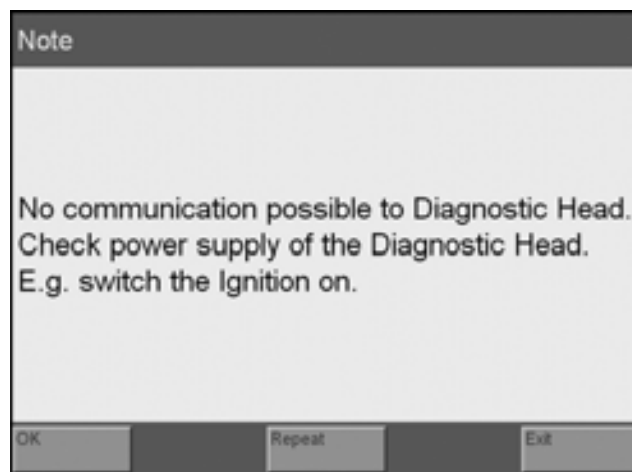 Note
No communication possible to Diagnostic Head.
Check power supply of the Diagnostic Head.
E.g. switch the Ignition on.
OK
Repeat
Exit